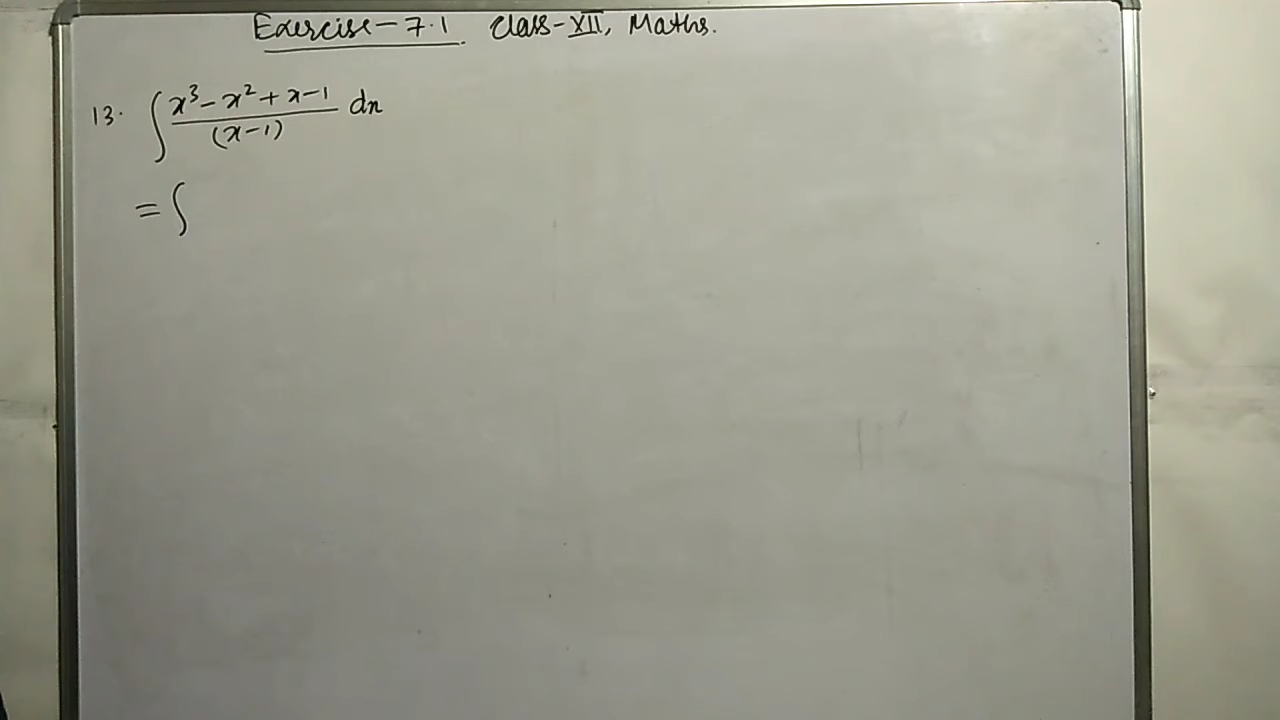 Exercise-7.1 Class-XII, Maths.
13. ∫ x³-x²+x-1 / (x-1) dx
= ∫